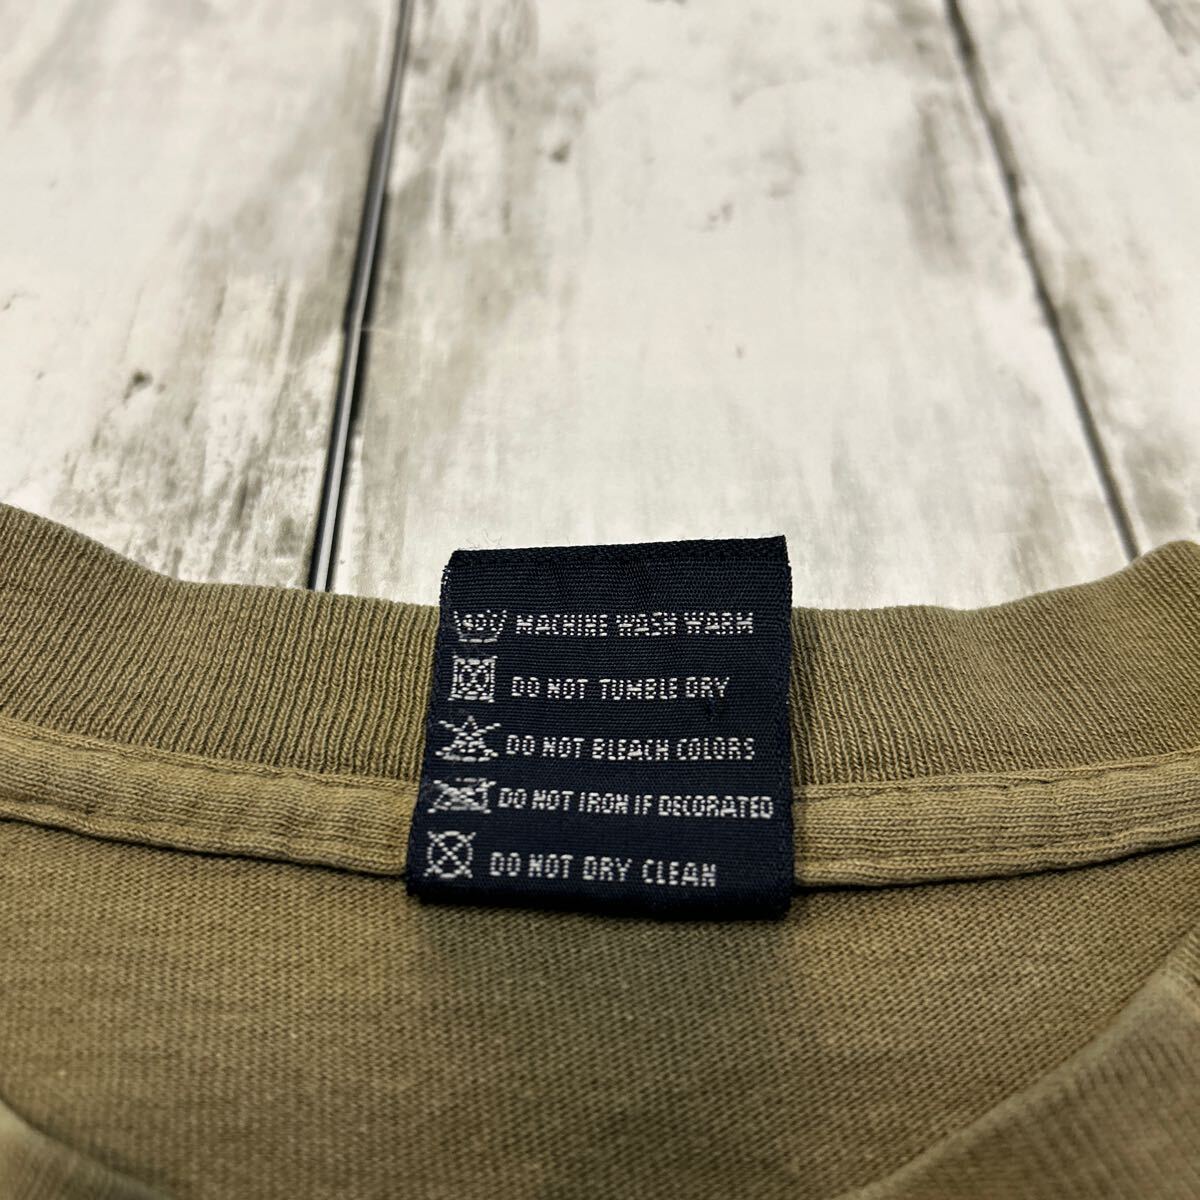 40 MACHINE WASH WARM
DO NOT TUMBLE DRY
DO NOT BLEACH COLORS
DO NOT IRON IF DECORATED
DO NOT DRY CLEAN